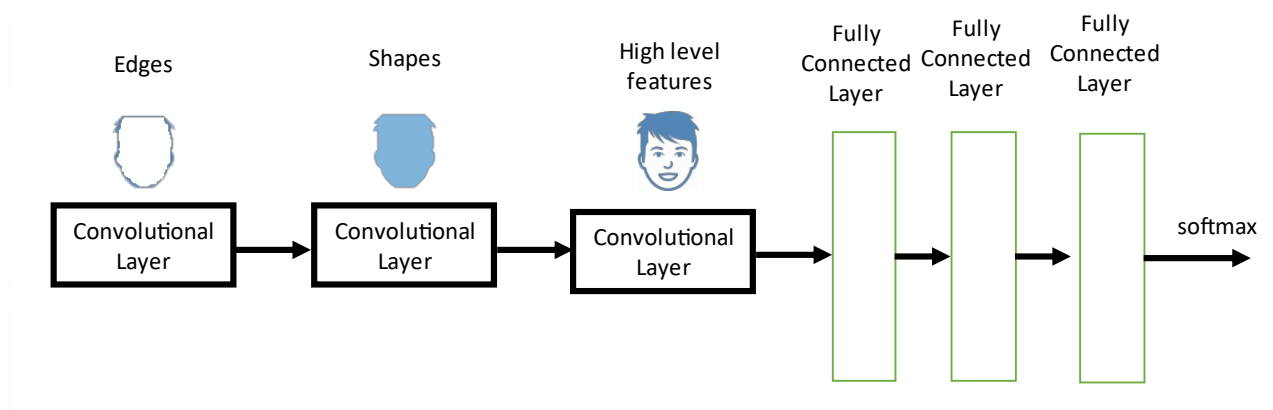 Edges
Shapes
High level
features
Fully
Connected
Layer
Fully
Connected
Layer
Fully
Connected
Layer
Convolutional
Layer
Convolutional
Layer
Convolutional
Layer
softmax